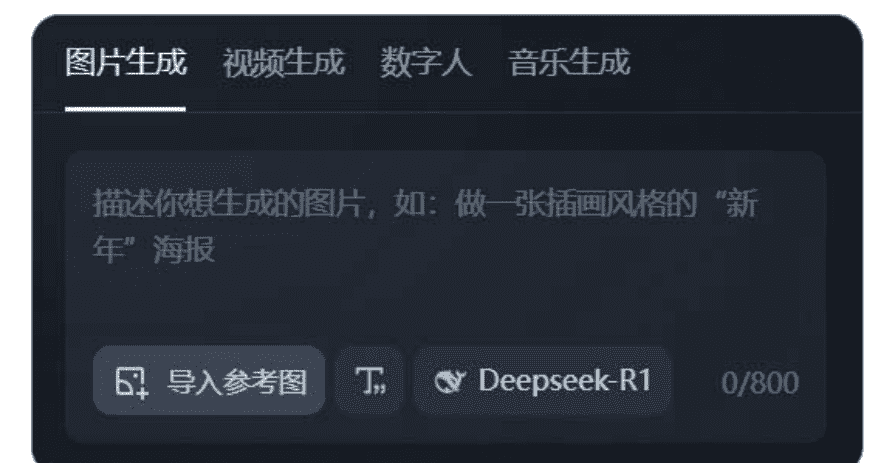 图片生成 视频生成 数字人 音乐生成
描述你想生成的图片，如：做一张插画风格的“新
年”海报
导入参考图 T,, Deepseek-R1 0/800